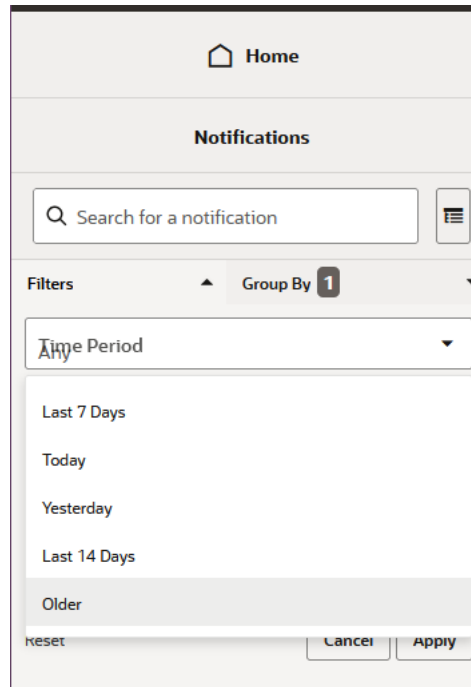 Home
Notifications
Search for a notification
Filters Group By 1
Time Period
Any
Last 7 Days
Today
Yesterday
Last 14 Days
Older
Reset Cancel Apply